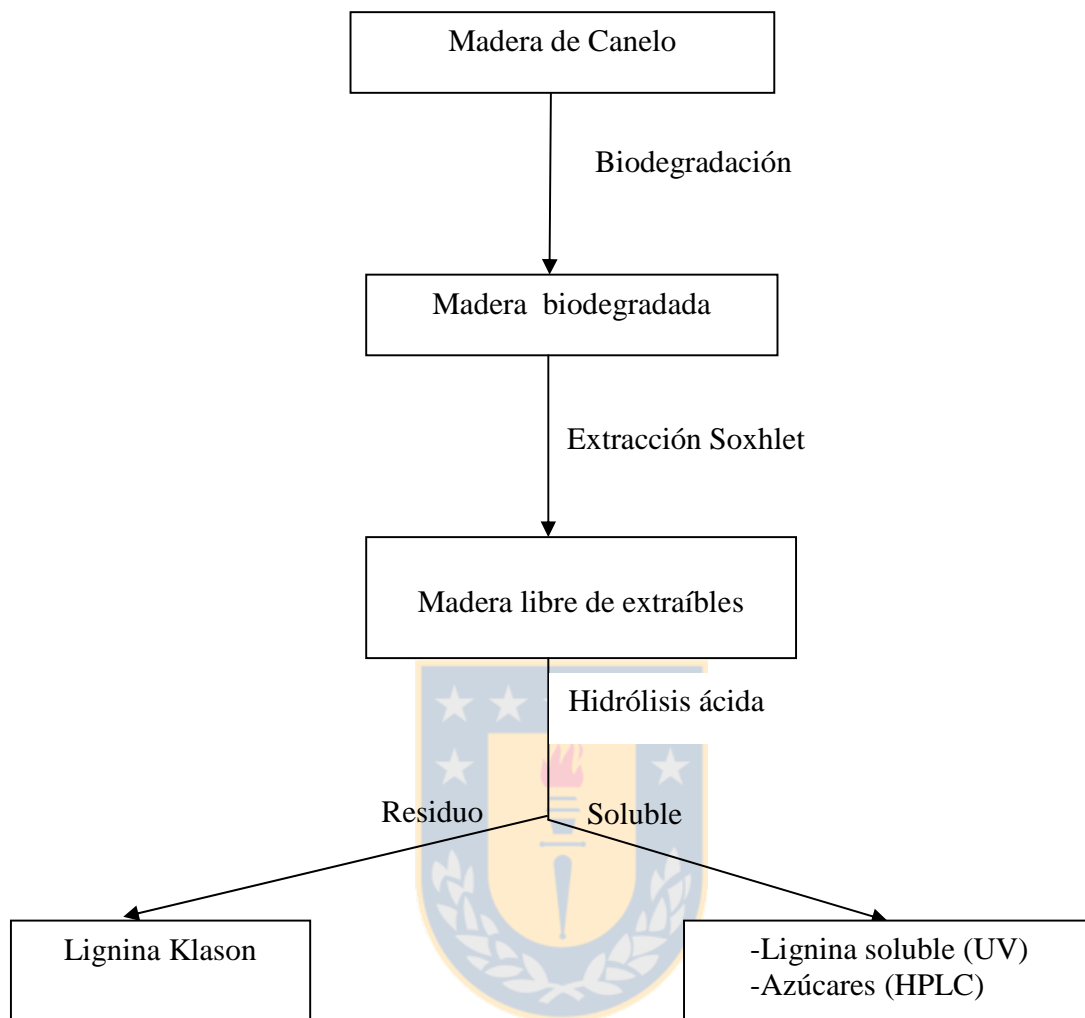 Madera de Canelo
Biodegradación
Madera biodegradada
Extracción Soxhlet
Madera libre de extraíbles
Hidrólisis ácida
Residuo
Soluble
Lignina Klason
-Lignina soluble (UV)
-Azúcares (HPLC)